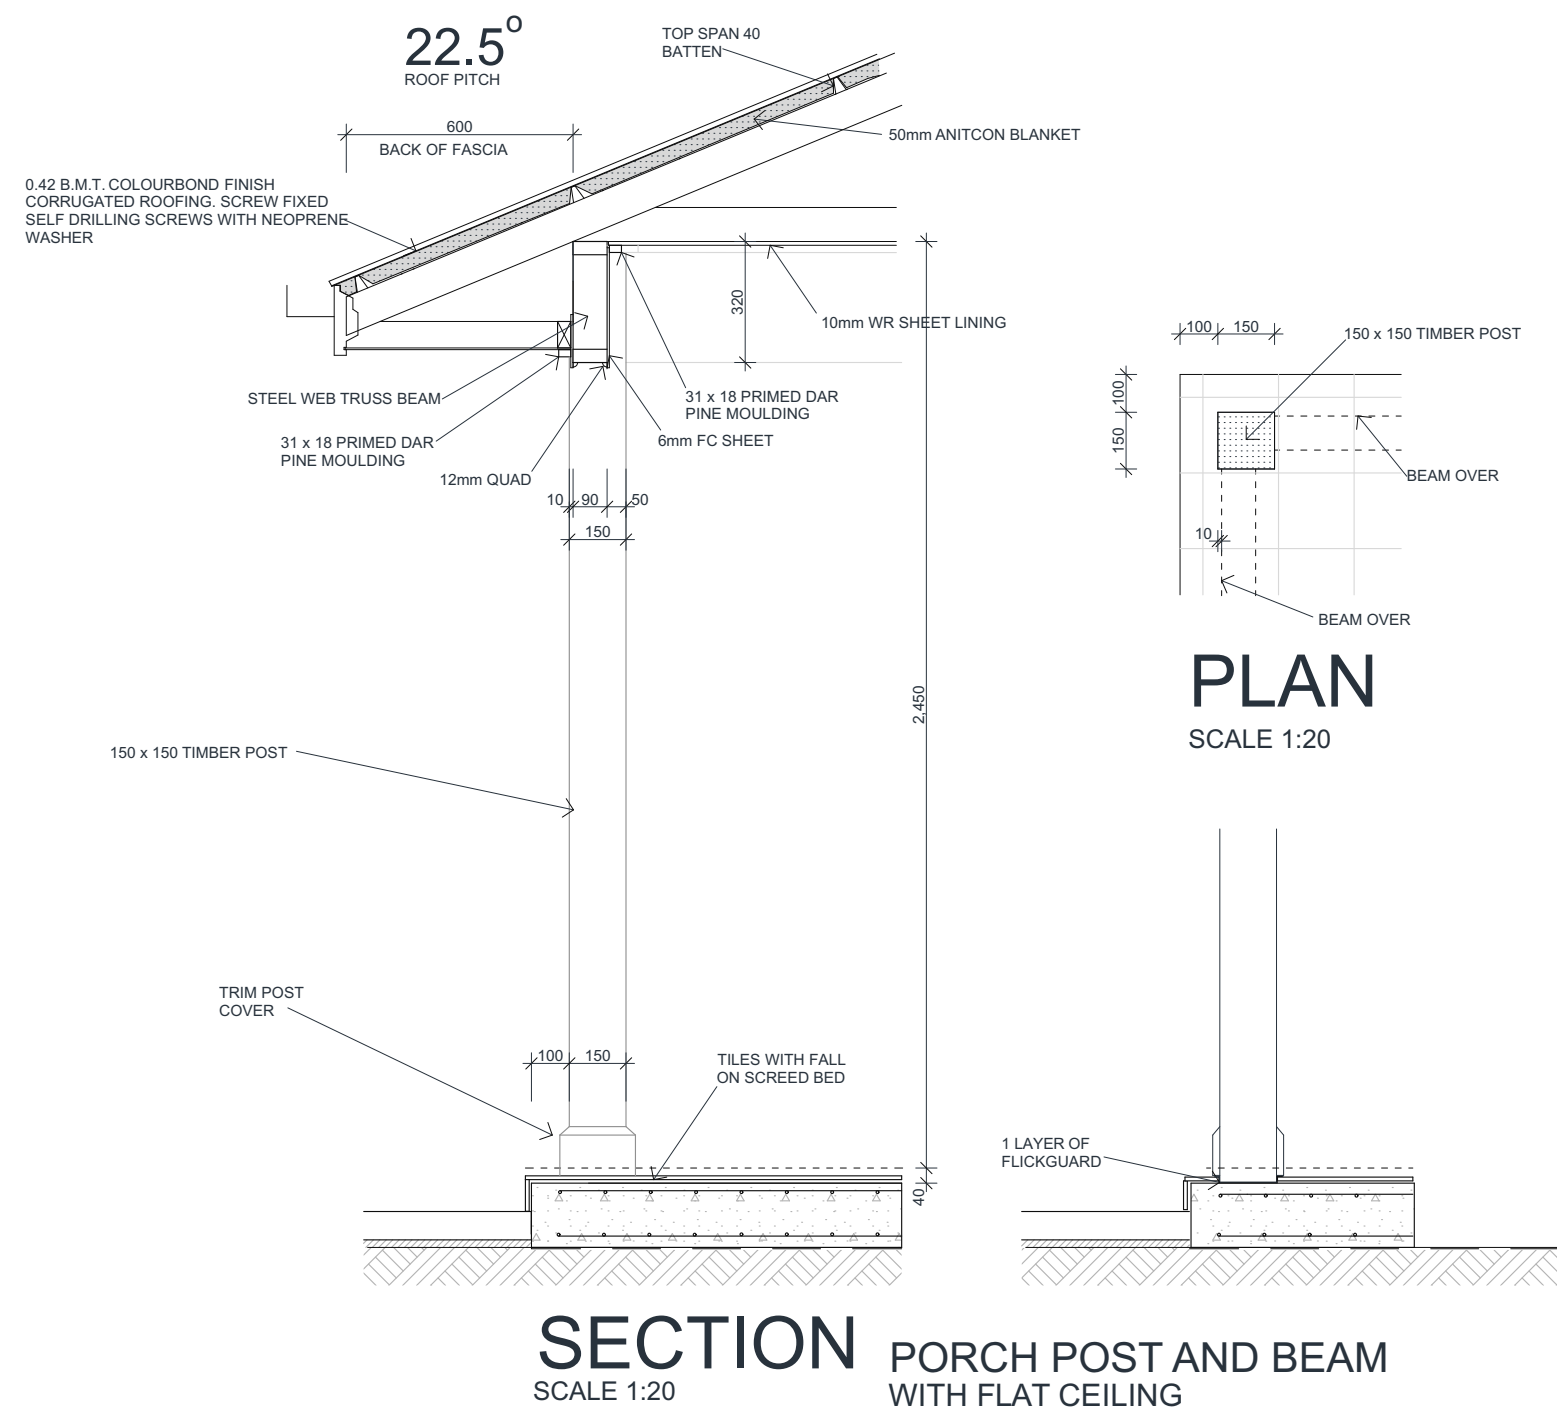 22.5°
ROOF PITCH
TOP SPAN 40
BATTEN
600
BACK OF FASCIA
50mm ANITCON BLANKET
0.42 B.M.T. COLOURBOND FINISH
CORRUGATED ROOFING. SCREW FIXED
SELF DRILLING SCREWS WITH NEOPRENE
WASHER
320
10mm WR SHEET LINING
STEEL WEB TRUSS BEAM
31 x 18 PRIMED DAR
PINE MOULDING
31 x 18 PRIMED DAR
PINE MOULDING
6mm FC SHEET
12mm QUAD
10 90 50
150
2,450
150 x 150 TIMBER POST
TRIM POST
COVER
100 150
TILES WITH FALL
ON SCREED BED
40
100 150
150 x 150 TIMBER POST
100
150
BEAM OVER
10
BEAM OVER
PLAN
SCALE 1:20
1 LAYER OF
FLICKGUARD
SECTION
SCALE 1:20
PORCH POST AND BEAM
WITH FLAT CEILING